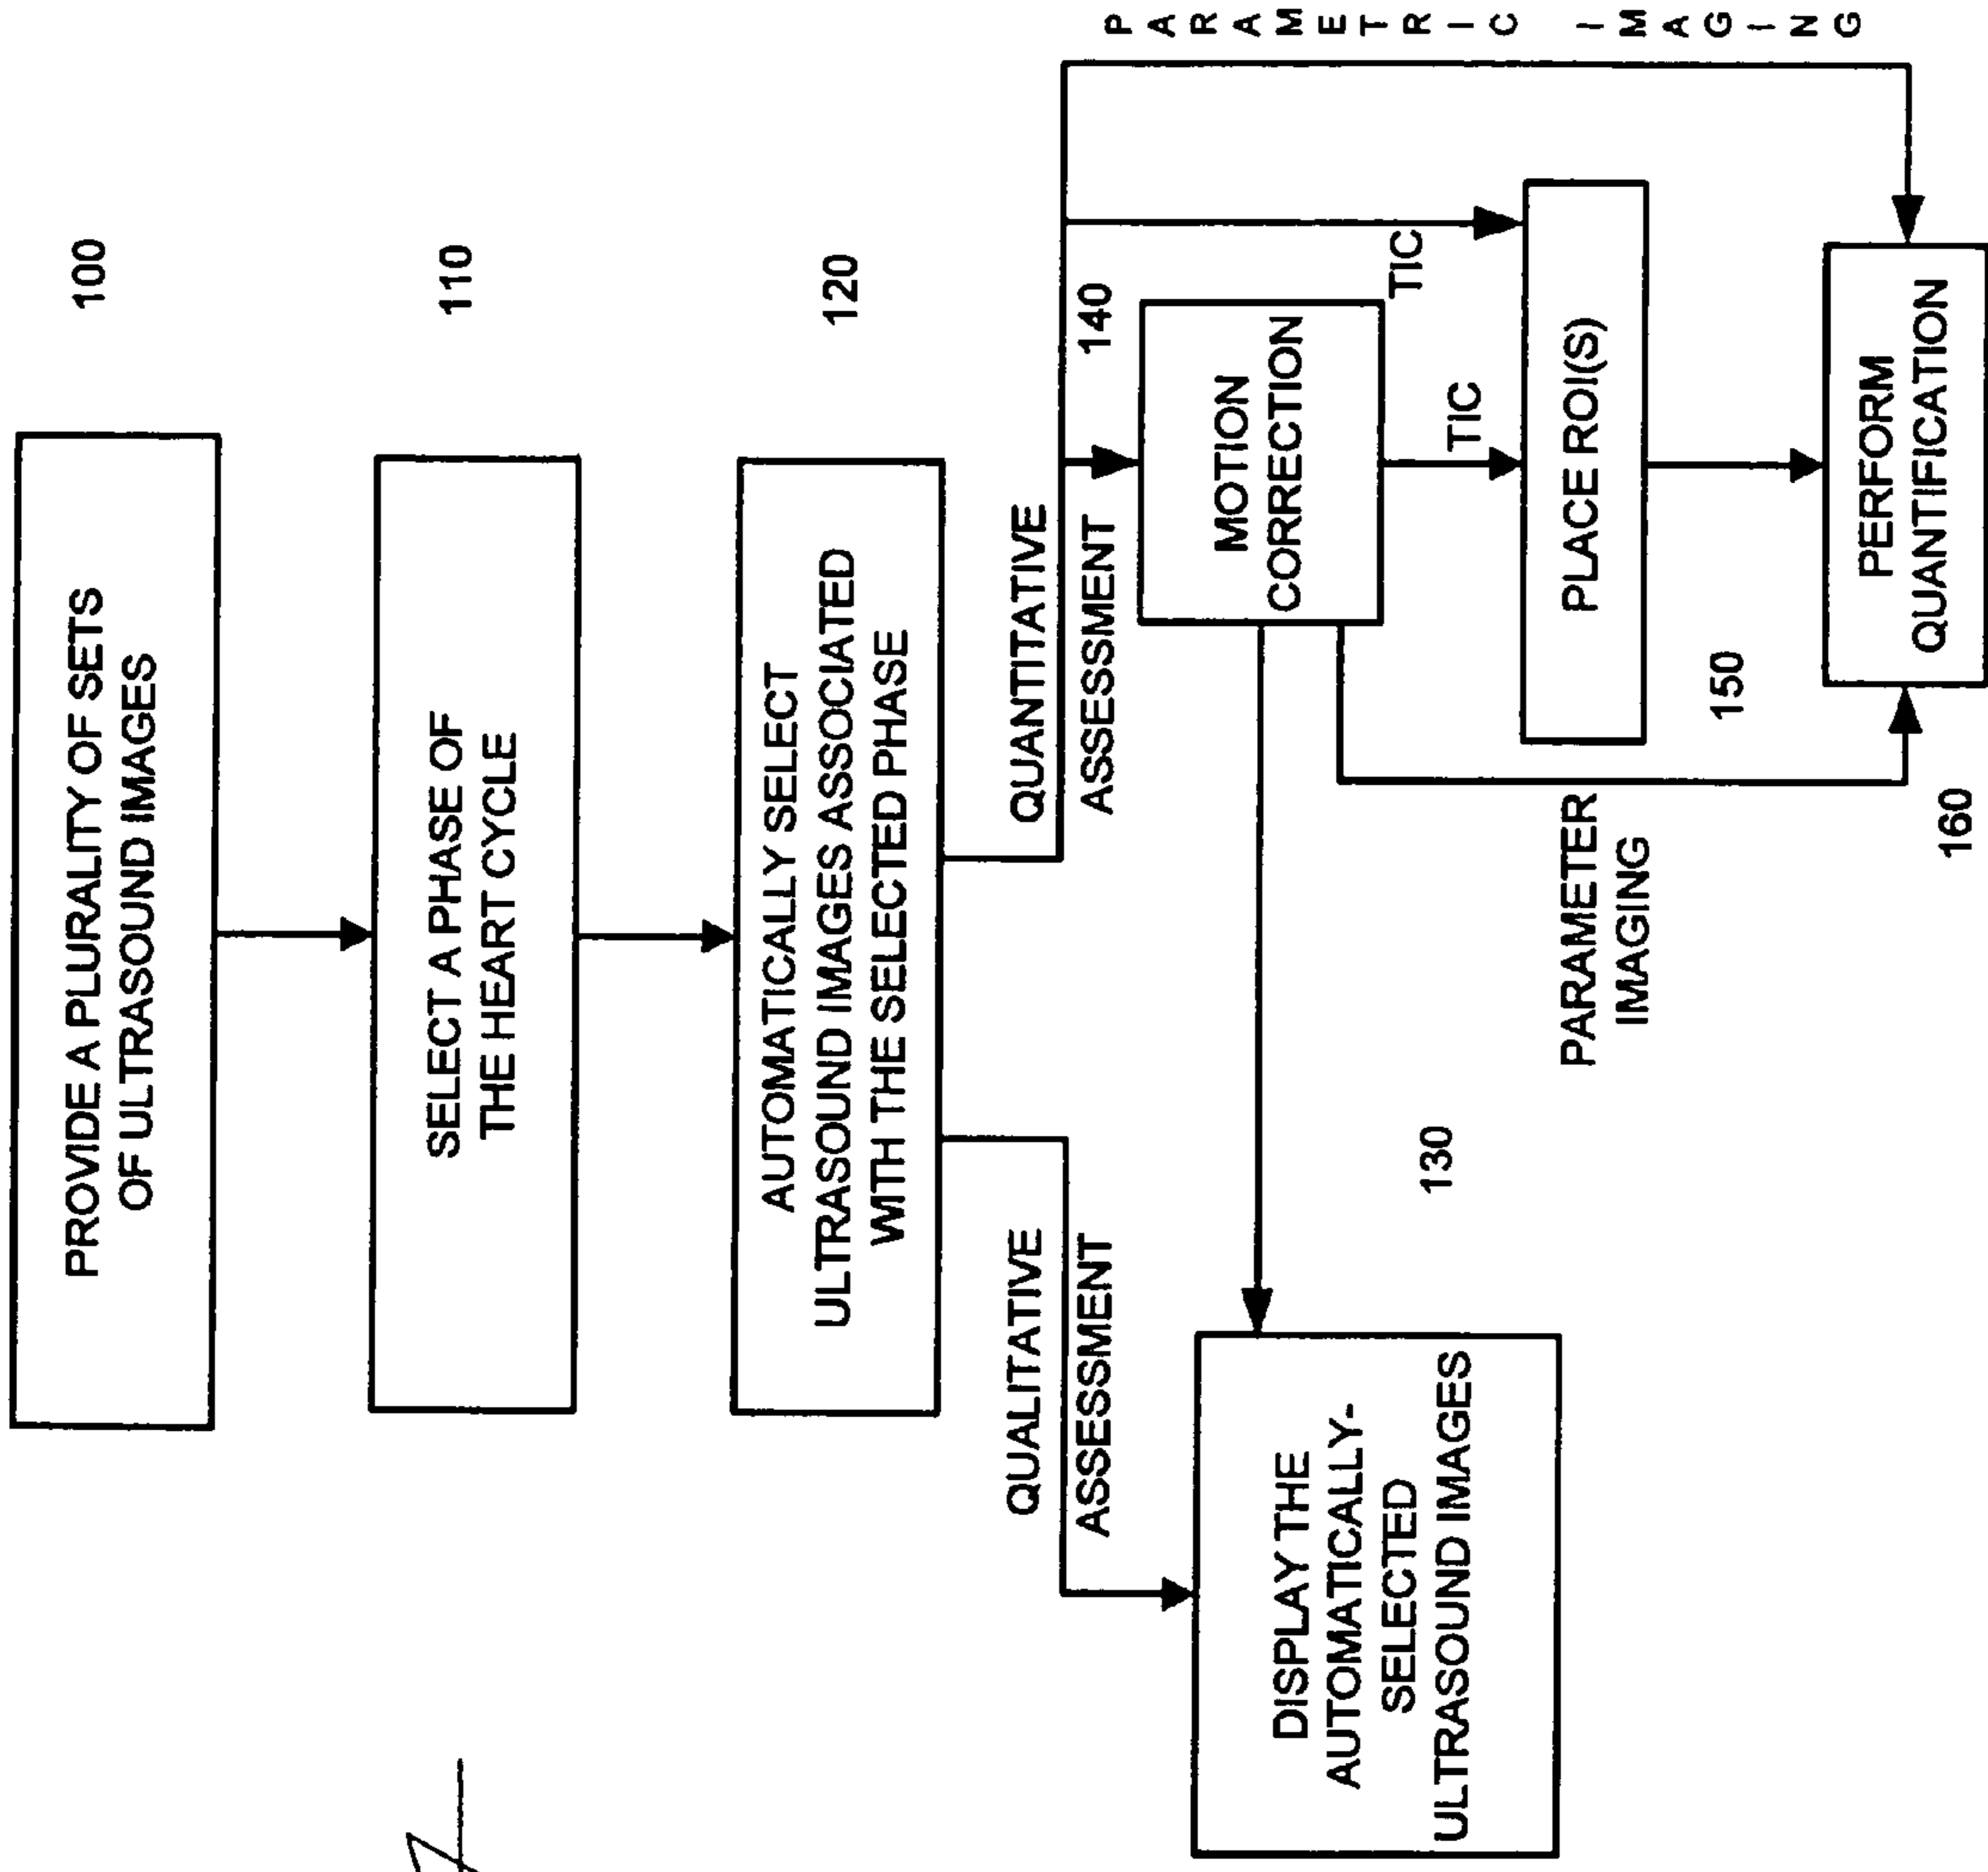 100
PROVIDE A PLURALITY OF SETS
OF ULTRASOUND IMAGES
110
SELECT A PHASE OF
THE HEART CYCLE
120
AUTOMATICALLY SELECT
ULTRASOUND IMAGES ASSOCIATED
WITH THE SELECTED PHASE
QUALITATIVE
ASSESSMENT
QUANTITATIVE
ASSESSMENT
140
MOTION
CORRECTION
DISPLAY THE
AUTOMATICALLY-
SELECTED
ULTRASOUND IMAGES
130
TIC
TIC
PLACE ROI(S)
PARAMETER
IMAGING
150
PERFORM
QUANTIFICATION
160
PARAMETRIC IMAGING